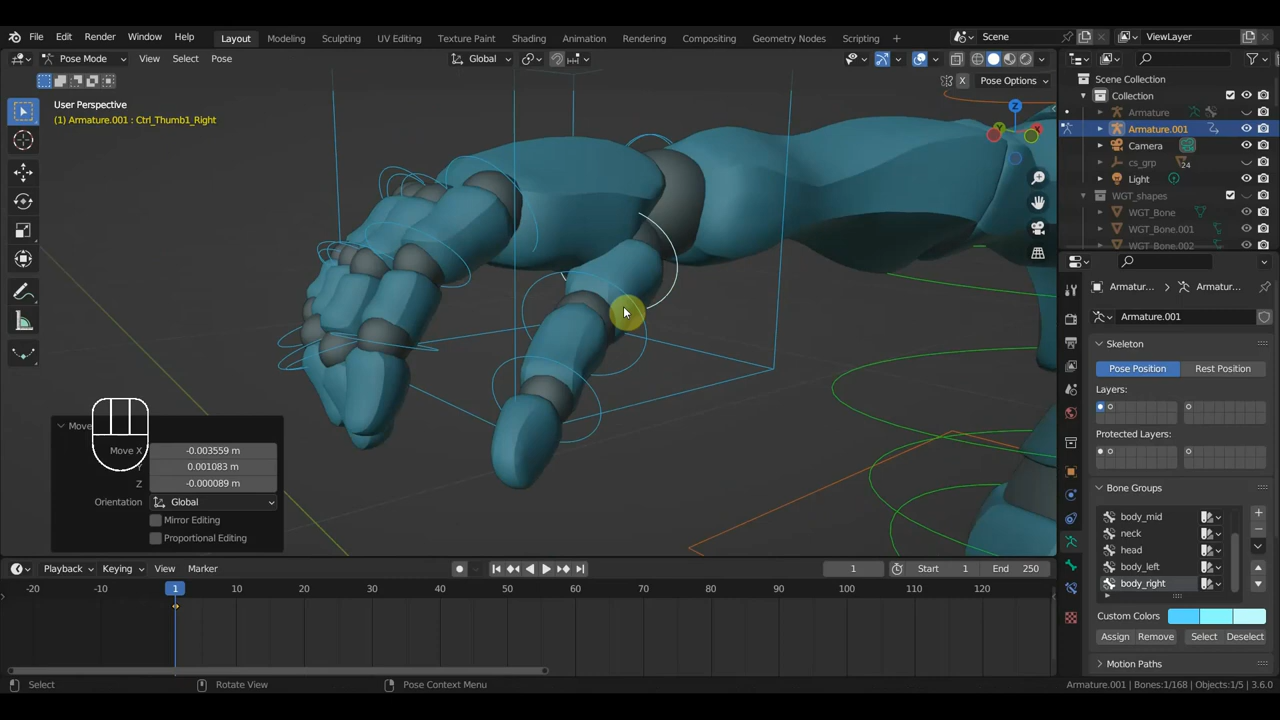 File Edit Render Window Help Layout Modeling Sculpting UV Editing Texture Paint Shading Animation Rendering Compositing Geometry Nodes Scripting + Scene ViewLayer
Pose Mode View Select Pose Global
X Pose Options
User Perspective
(1) Armature.001 : Ctrl_Thumb1_Right
Z
Scene Collection
Collection
Armature
Armature.001
Camera
cs_grp 24
Light
WGT_shapes
WGT_Bone
WGT_Bone.001
WGT_Bone.002
Armatur... Armatur...
Armature.001
Skeleton
Pose Position Rest Position
Layers:
Protected Layers:
Bone Groups
body_mid
neck
head
body_left
body_right
Custom Colors
Assign Remove Select Deselect
Motion Paths
Move
Move X -0.003559 m
0.001083 m
Z -0.000089 m
Orientation Global
Mirror Editing
Proportional Editing
Playback Keying View Marker 1 Start 1 End 250
-20 -10 1 10 20 30 40 50 60 70 80 90 100 110 120
Select Rotate View Pose Context Menu Armature.001 | Bones:1/168 | Objects:1/5 | 3.6.0